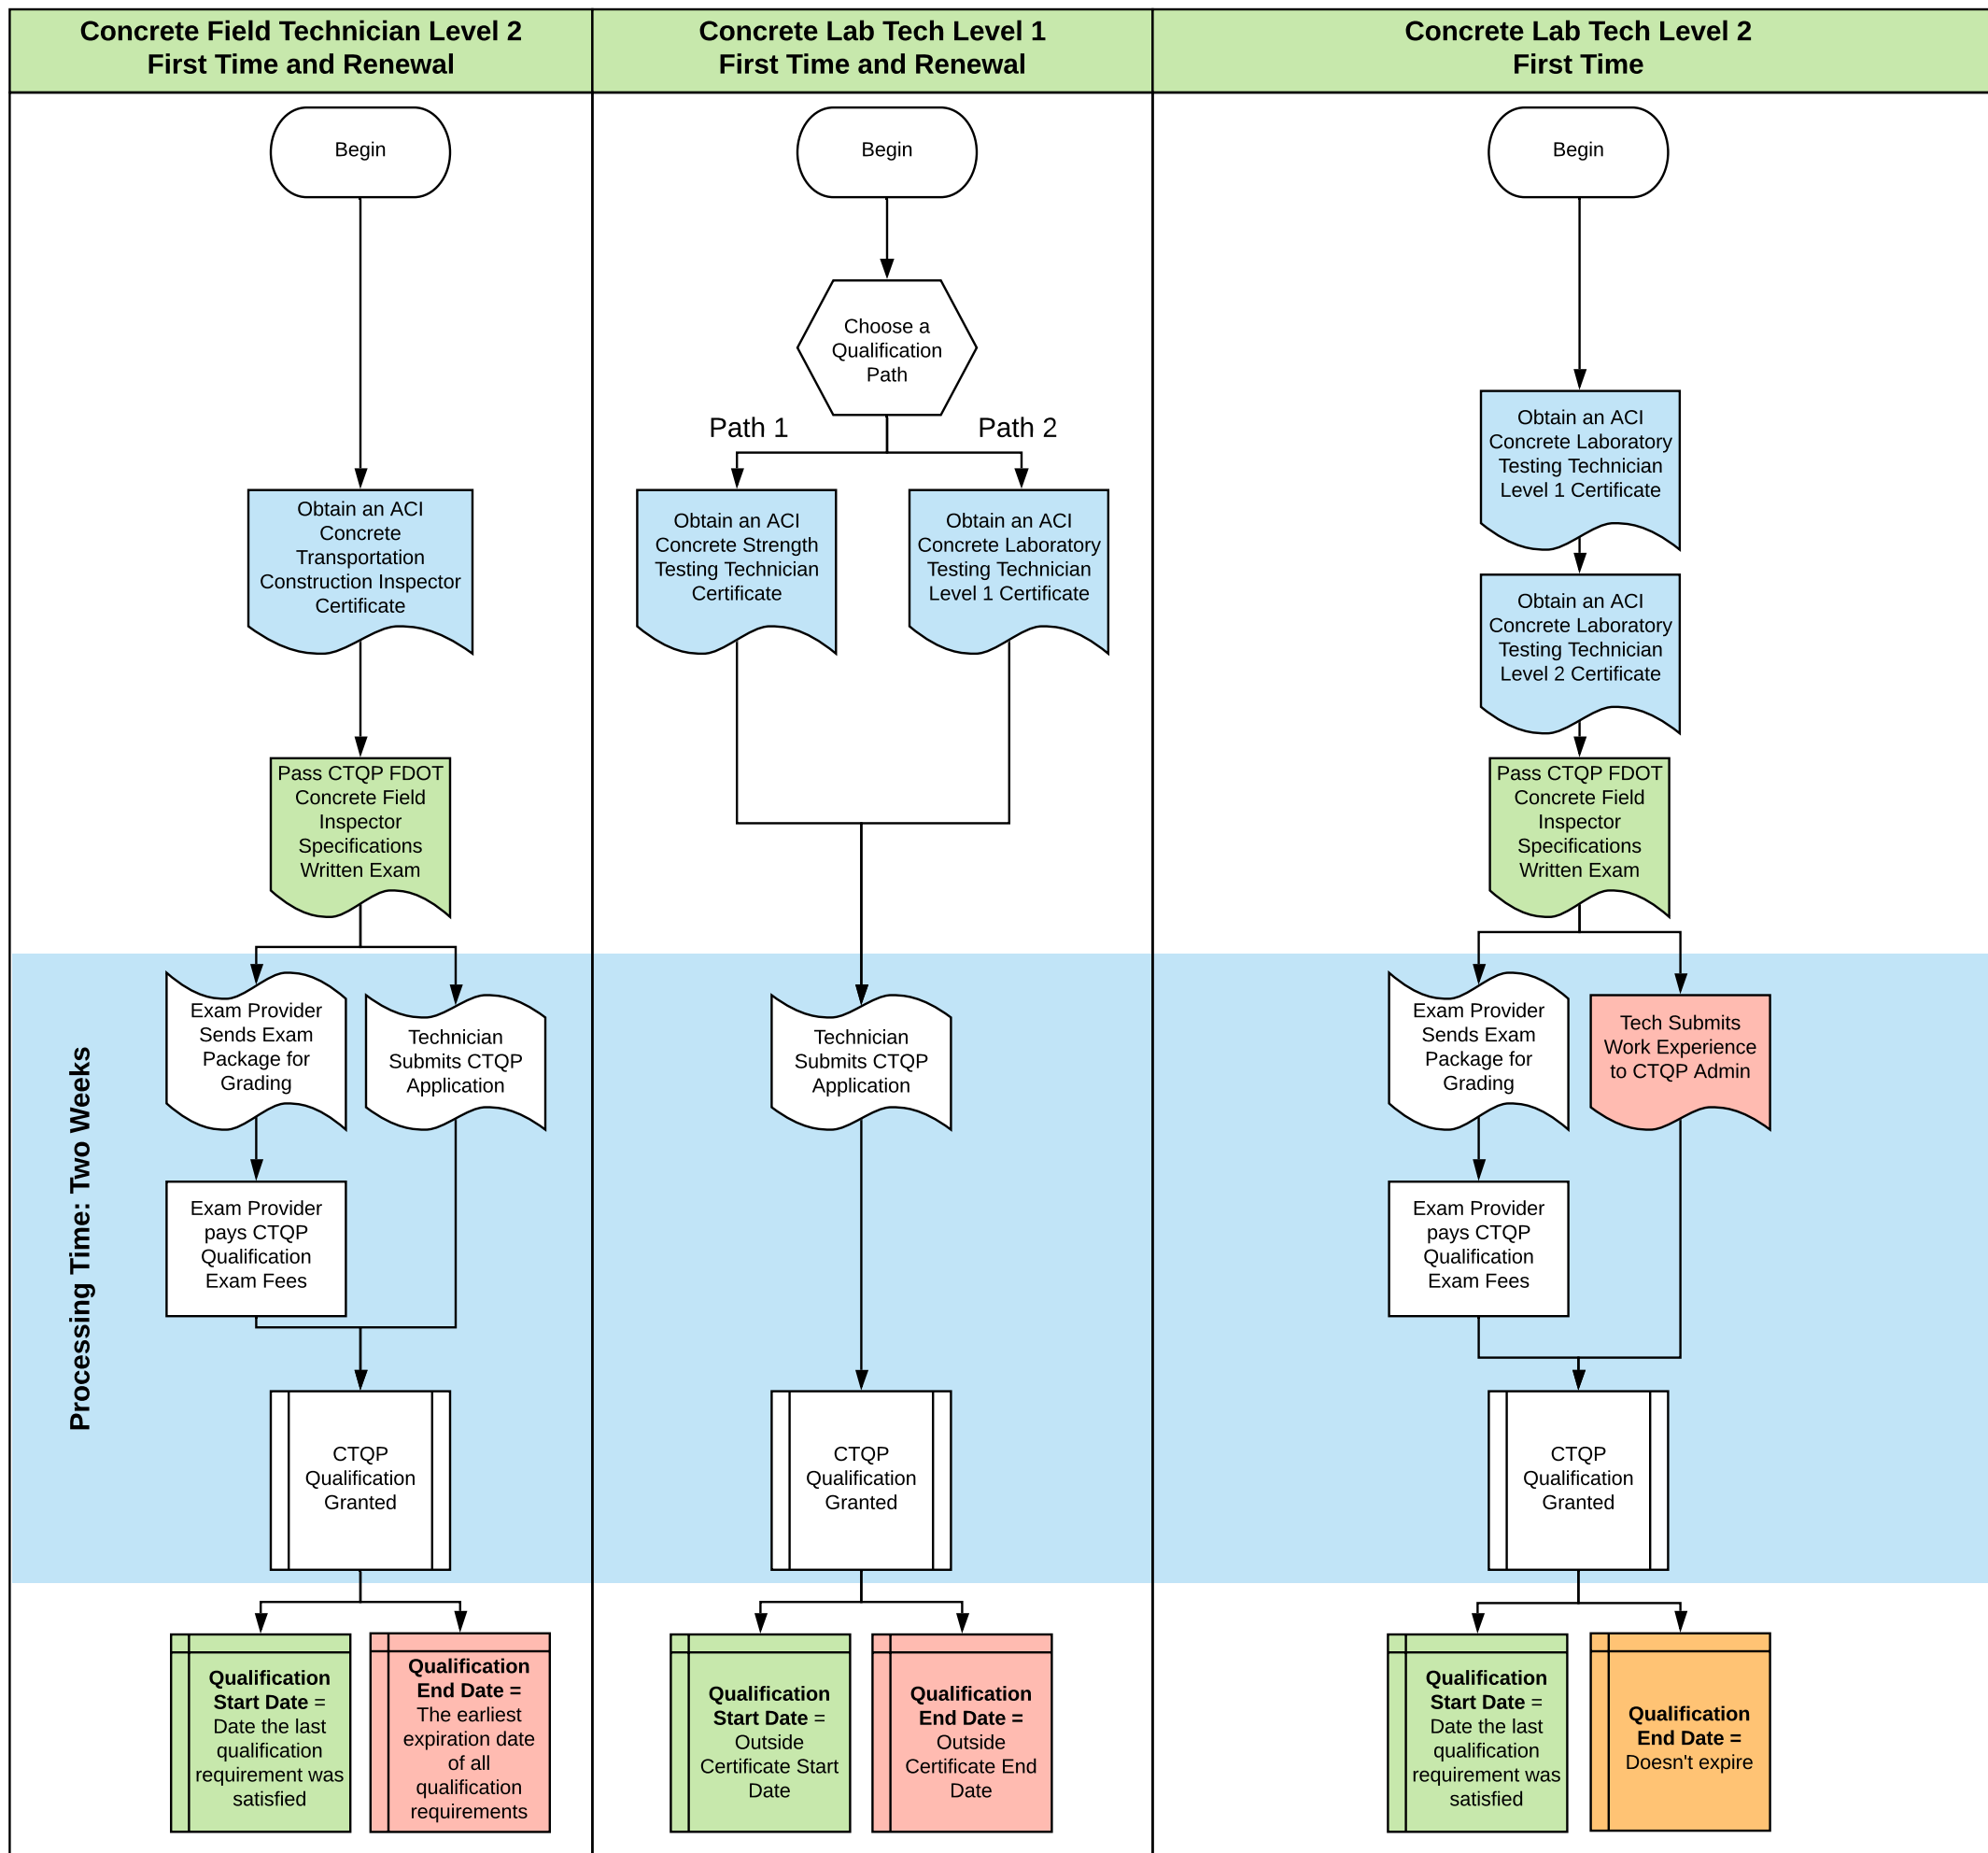 Concrete Field Technician Level 2
First Time and Renewal
Begin
Obtain an ACI
Concrete
Transportation
Construction Inspector
Certificate
Pass CTQP FDOT
Concrete Field
Inspector
Specifications
Written Exam
Processing Time: Two Weeks
Exam Provider
Sends Exam
Package for
Grading
Technician
Submits CTQP
Application
Exam Provider
pays CTQP
Qualification
Exam Fees
CTQP
Qualification
Granted
Qualification
Start Date =
Date the last
qualification
requirement was
satisfied
Qualification
End Date =
The earliest
expiration date
of all
qualification
requirements
Concrete Lab Tech Level 1
First Time and Renewal
Begin
Choose a
Qualification
Path
Path 1
Path 2
Obtain an ACI
Concrete Strength
Testing Technician
Certificate
Obtain an ACI
Concrete Laboratory
Testing Technician
Level 1 Certificate
Technician
Submits CTQP
Application
CTQP
Qualification
Granted
Qualification
Start Date =
Outside
Certificate Start
Date
Qualification
End Date =
Outside
Certificate End
Date
Concrete Lab Tech Level 2
First Time
Begin
Obtain an ACI
Concrete Laboratory
Testing Technician
Level 1 Certificate
Obtain an ACI
Concrete Laboratory
Testing Technician
Level 2 Certificate
Pass CTQP FDOT
Concrete Field
Inspector
Specifications
Written Exam
Exam Provider
Sends Exam
Package for
Grading
Tech Submits
Work Experience
to CTQP Admin
Exam Provider
pays CTQP
Qualification
Exam Fees
CTQP
Qualification
Granted
Qualification
Start Date =
Date the last
qualification
requirement was
satisfied
Qualification
End Date =
Doesn't expire